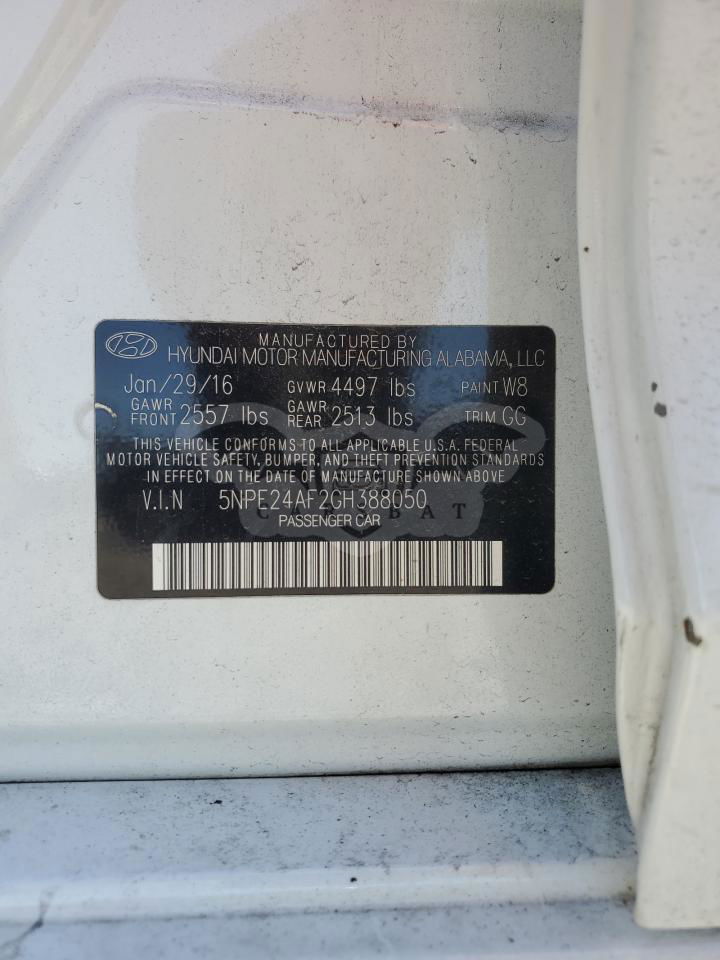 MANUFACTURED BY
HYUNDAI MOTOR MANUFACTURING ALABAMA, LLC
Jan/29/16 GVWR 4497 lbs PAINT W8
GAWR FRONT 2557 lbs GAWR REAR 2513 lbs TRIM GG
THIS VEHICLE CONFORMS TO ALL APPLICABLE U.S.A. FEDERAL
MOTOR VEHICLE SAFETY, BUMPER, AND THEFT PREVENTION STANDARDS
IN EFFECT ON THE DATE OF MANUFACTURE SHOWN ABOVE
V.I.N 5NPE24AF2GH388050
CARSBAT
PASSENGER CAR